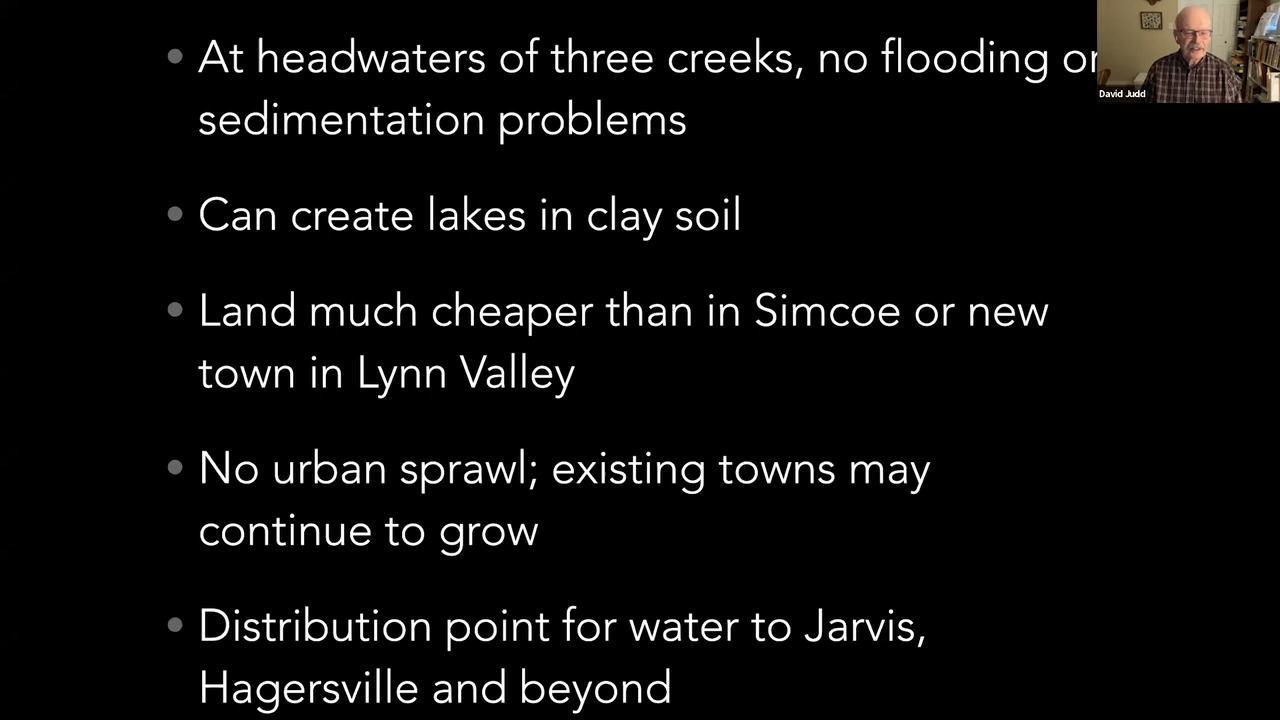 • At headwaters of three creeks, no flooding or
sedimentation problems
• Can create lakes in clay soil
• Land much cheaper than in Simcoe or new
town in Lynn Valley
• No urban sprawl; existing towns may
continue to grow
• Distribution point for water to Jarvis,
Hagersville and beyond
David Judd